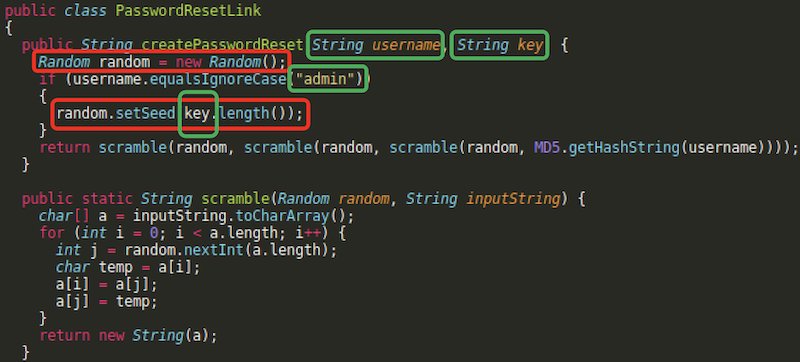 public class PasswordResetLink
{
  public String createPasswordReset String username, String key {
    Random random = new Random();
    if (username.equalsIgnoreCase "admin"))
    {
      random.setSeed key.length());
    }
    return scramble(random, scramble(random, scramble(random, MD5.getHashString(username))));
  }

  public static String scramble(Random random, String inputString) {
    char[] a = inputString.toCharArray();
    for (int i = 0; i < a.length; i++) {
      int j = random.nextInt(a.length);
      char temp = a[i];
      a[i] = a[j];
      a[j] = temp;
    }
    return new String(a);
  }